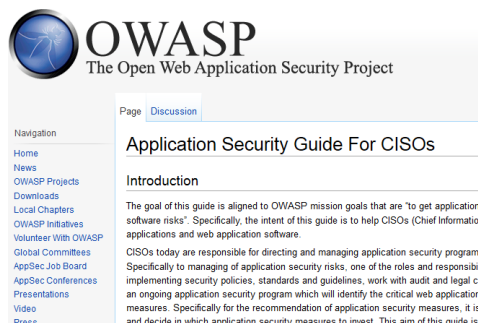 OWASP
The Open Web Application Security Project
Page Discussion
Navigation
Home
News
OWASP Projects
Downloads
Local Chapters
OWASP Initiatives
Volunteer With OWASP
Global Committees
AppSec Job Board
AppSec Conferences
Presentations
Video
Press
Application Security Guide For CISOs
Introduction
The goal of this guide is aligned to OWASP mission goals that are "to get application
software risks". Specifically, the intent of this guide is to help CISOs (Chief Informatio
applications and web application software.
CISOs today are responsible for directing and managing application security program
Specifically to managing of application security risks, one of the roles and responsibi
implementing security policies, standards and guidelines, work with audit and legal c
an ongoing application security program which will identify the critical web application
measures. Specifically for the recommendation of application security measures, it is
and decide in which application security measures to invest. This aim of this guide is